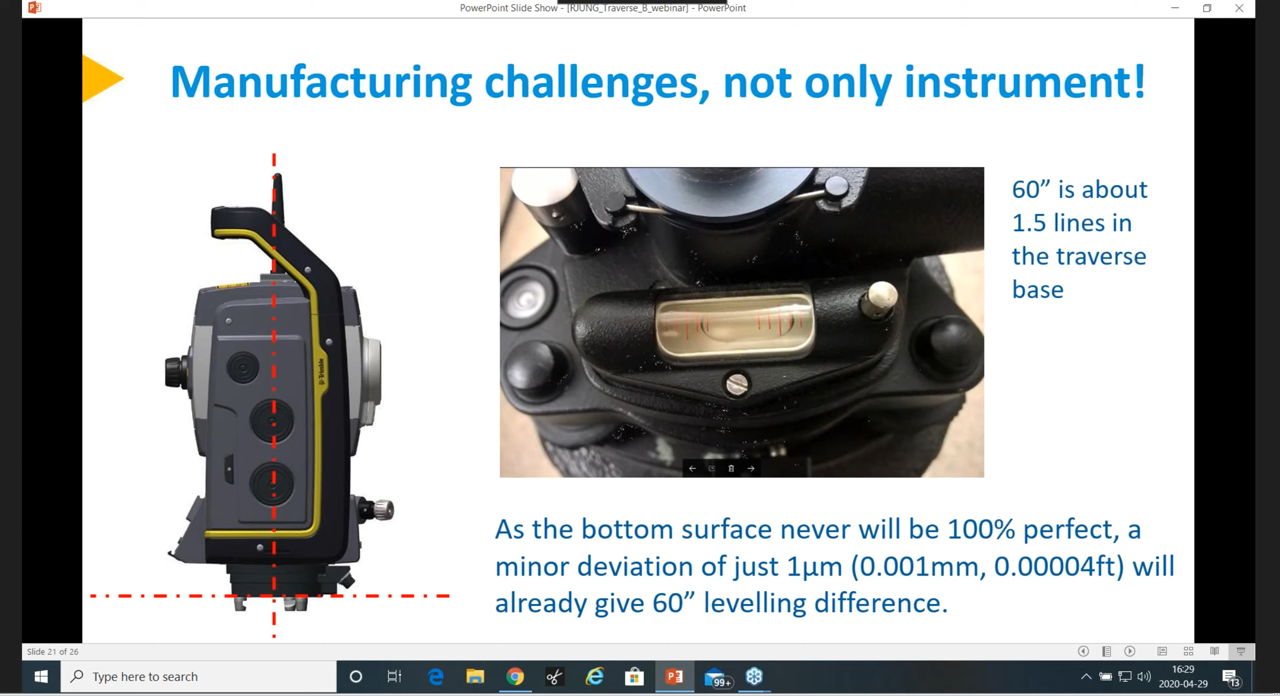 PowerPoint Slide Show - [RJUNG_Traverse_B_webinar] - PowerPoint
Manufacturing challenges, not only instrument!
60” is about
1.5 lines in
the traverse
base
Trimble
As the bottom surface never will be 100% perfect, a
minor deviation of just 1µm (0.001mm, 0.00004ft) will
already give 60” levelling difference.
Slide 21 of 26
Type here to search
99+
16:29
2020-04-29
13